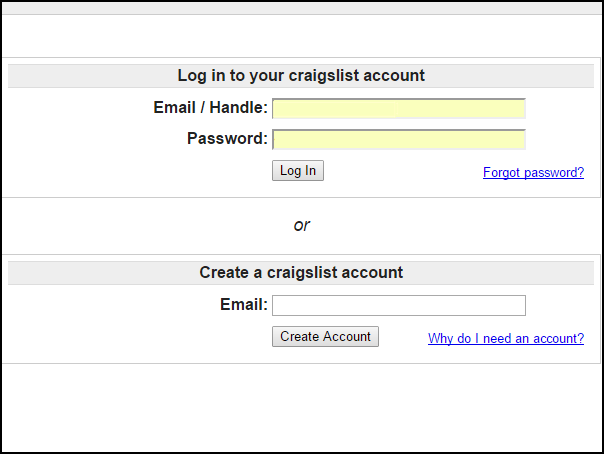 Log in to your craigslist account
Email / Handle:
Password:
Log In Forgot password?
or
Create a craigslist account
Email:
Create Account Why do I need an account?